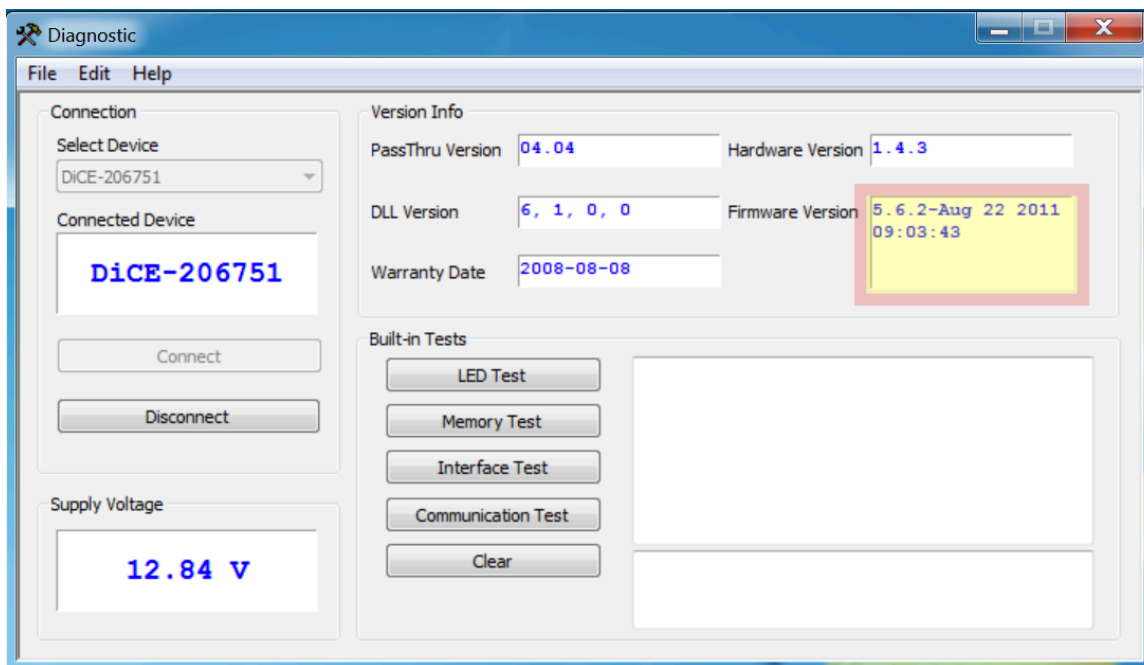 Diagnostic
File Edit Help
Connection
Select Device
DiCE-206751
Connected Device
DiCE-206751
Connect
Disconnect
Supply Voltage
12.84 V
Version Info
PassThru Version 04.04
Hardware Version 1.4.3
DLL Version 6, 1, 0, 0
Firmware Version 5.6.2-Aug 22 2011
09:03:43
Warranty Date 2008-08-08
Built-in Tests
LED Test
Memory Test
Interface Test
Communication Test
Clear